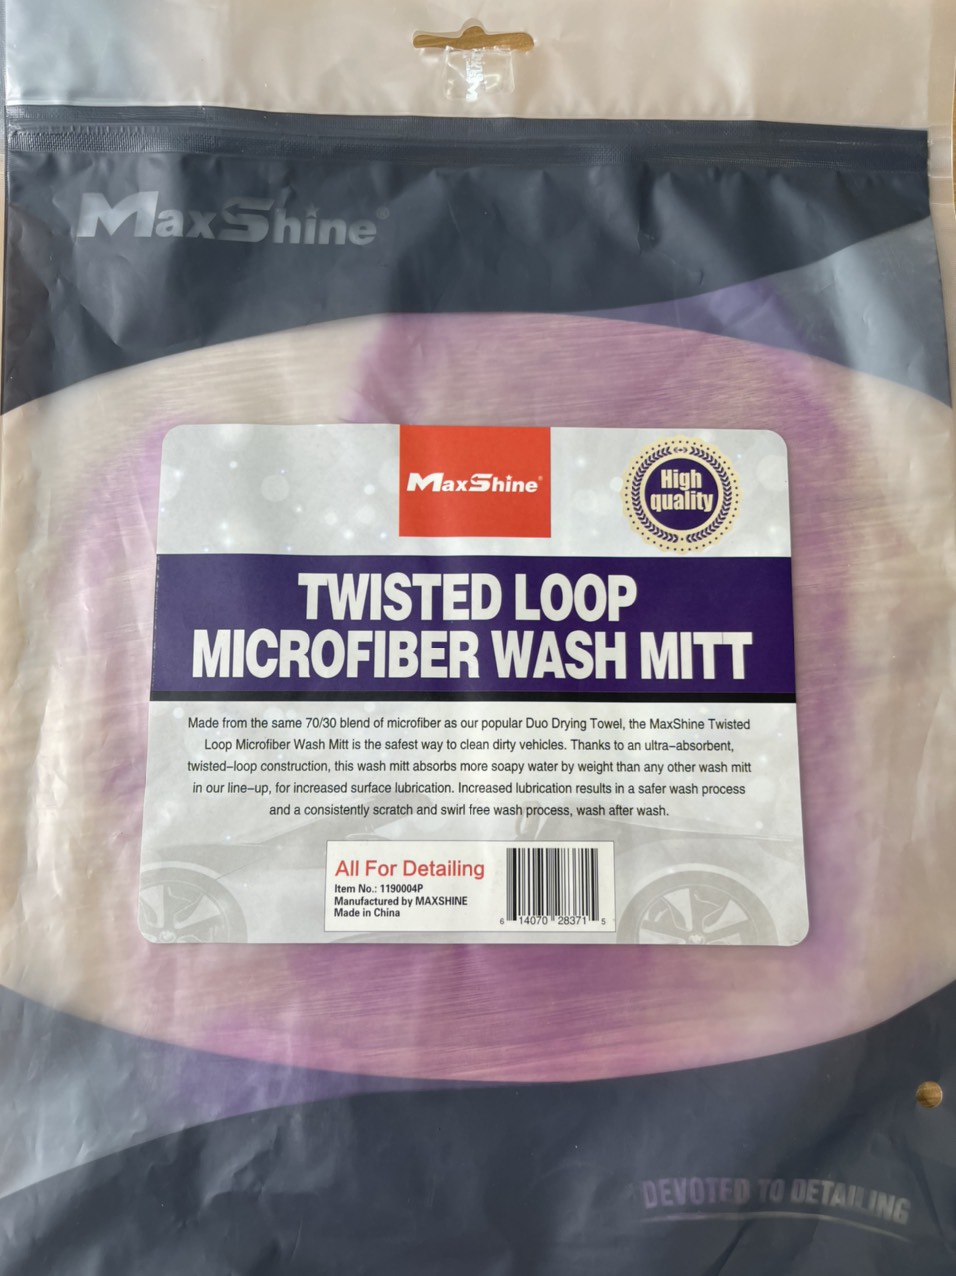 MaxShine®
MaxShine®
High
quality
TWISTED LOOP
MICROFIBER WASH MITT
Made from the same 70/30 blend of microfiber as our popular Duo Drying Towel, the MaxShine Twisted
Loop Microfiber Wash Mitt is the safest way to clean dirty vehicles. Thanks to an ultra-absorbent,
twisted-loop construction, this wash mitt absorbs more soapy water by weight than any other wash mitt
in our line-up, for increased surface lubrication. Increased lubrication results in a safer wash process
and a consistently scratch and swirl free wash process, wash after wash.
All For Detailing
Item No.: 1190004P
Manufactured by MAXSHINE
Made in China
6 14070 28371 5
DEVOTED TO DETAILING